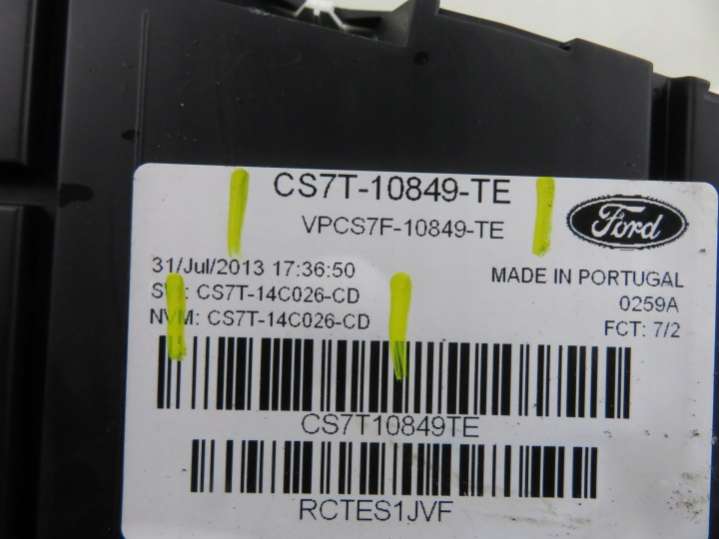 CS7T-10849-TE
VPCS7F-10849-TE
Ford
31/Jul/2013 17:36:50
MADE IN PORTUGAL
CS7T-14C026-CD
0259A
NVM: CS7T-14C026-CD
FCT: 7/2
CS7T10849TE
RCTES1JVF